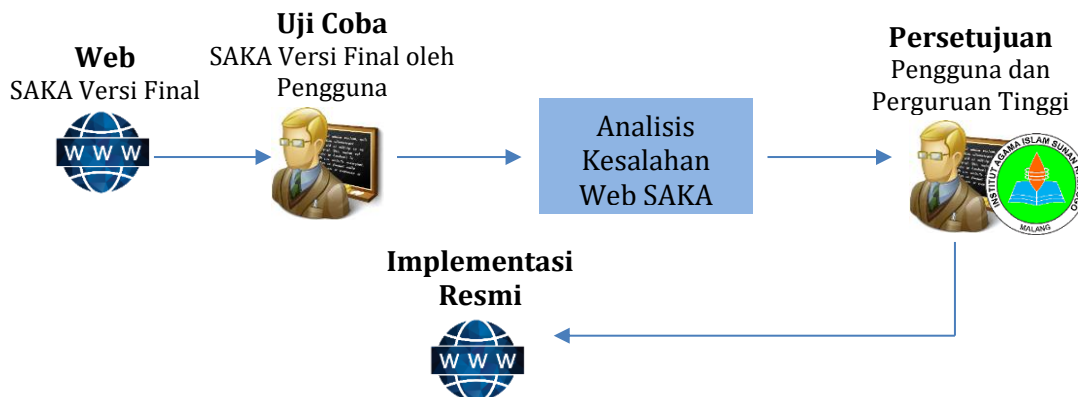 Web
SAKA Versi Final
WWW
Uji Coba
SAKA Versi Final oleh
Pengguna
Analisis
Kesalahan
Web SAKA
Persetujuan
Pengguna dan
Perguruan Tinggi
INSTITUT AGAMA ISLAM SUNAN
MALANG
Implementasi
Resmi
WWW